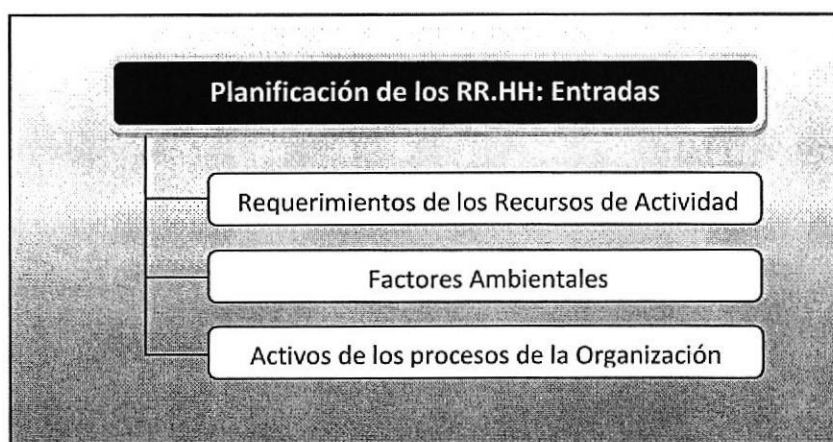 Planificación de los RR.HH: Entradas
Requerimientos de los Recursos de Actividad
Factores Ambientales
Activos de los procesos de la Organización